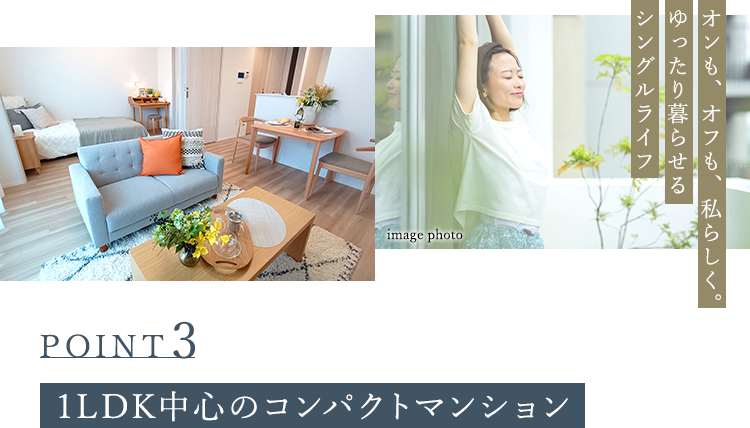 オンも、オフも、私らしく。
ゆったり暮らせる
シングルライフ
image photo
POINT 3
1LDK中心のコンパクトマンション